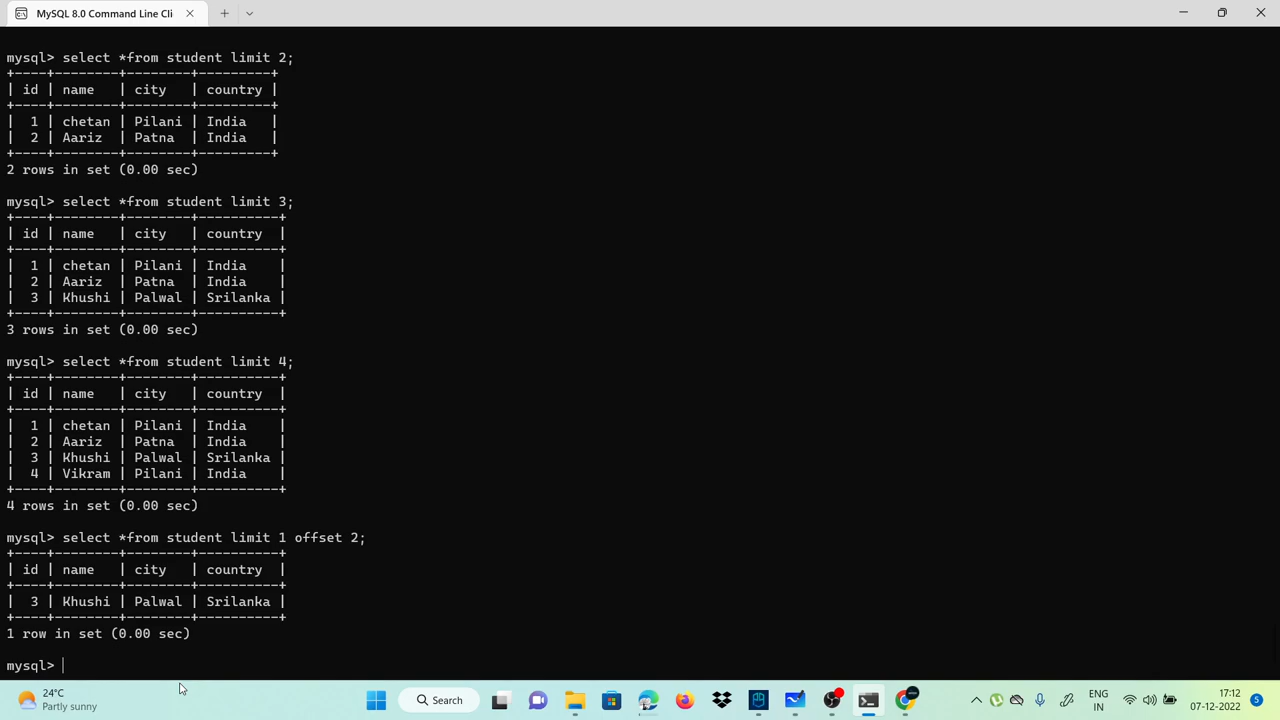 MySQL 8.0 Command Line Cli
mysql> select *from student limit 2;
+----+--------+--------+---------+
| id | name   | city   | country |
+----+--------+--------+---------+
|  1 | chetan | Pilani | India   |
|  2 | Aariz  | Patna  | India   |
+----+--------+--------+---------+
2 rows in set (0.00 sec)
mysql> select *from student limit 3;
+----+--------+--------+----------+
| id | name   | city   | country  |
+----+--------+--------+----------+
|  1 | chetan | Pilani | India    |
|  2 | Aariz  | Patna  | India    |
|  3 | Khushi | Palwal | Srilanka |
+----+--------+--------+----------+
3 rows in set (0.00 sec)
mysql> select *from student limit 4;
+----+--------+--------+----------+
| id | name   | city   | country  |
+----+--------+--------+----------+
|  1 | chetan | Pilani | India    |
|  2 | Aariz  | Patna  | India    |
|  3 | Khushi | Palwal | Srilanka |
|  4 | Vikram | Pilani | India    |
+----+--------+--------+----------+
4 rows in set (0.00 sec)
mysql> select *from student limit 1 offset 2;
+----+--------+--------+----------+
| id | name   | city   | country  |
+----+--------+--------+----------+
|  3 | Khushi | Palwal | Srilanka |
+----+--------+--------+----------+
1 row in set (0.00 sec)
mysql>
24°C
Partly sunny
Search
ENG
IN
17:12
07-12-2022
5